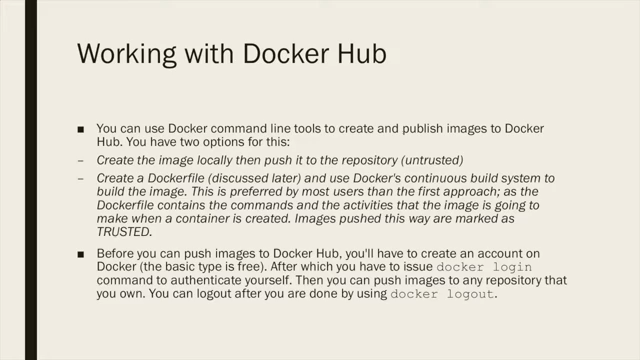 Working with Docker Hub
■ You can use Docker command line tools to create and publish images to Docker
Hub. You have two options for this:
– Create the image locally then push it to the repository (untrusted)
– Create a Dockerfile (discussed later) and use Docker's continuous build system to
build the image. This is preferred by most users than the first approach; as the
Dockerfile contains the commands and the activities that the image is going to
make when a container is created. Images pushed this way are marked as
TRUSTED.
■ Before you can push images to Docker Hub, you'll have to create an account on
Docker (the basic type is free). After which you have to issue docker login
command to authenticate yourself. Then you can push images to any repository that
you own. You can logout after you are done by using docker logout.